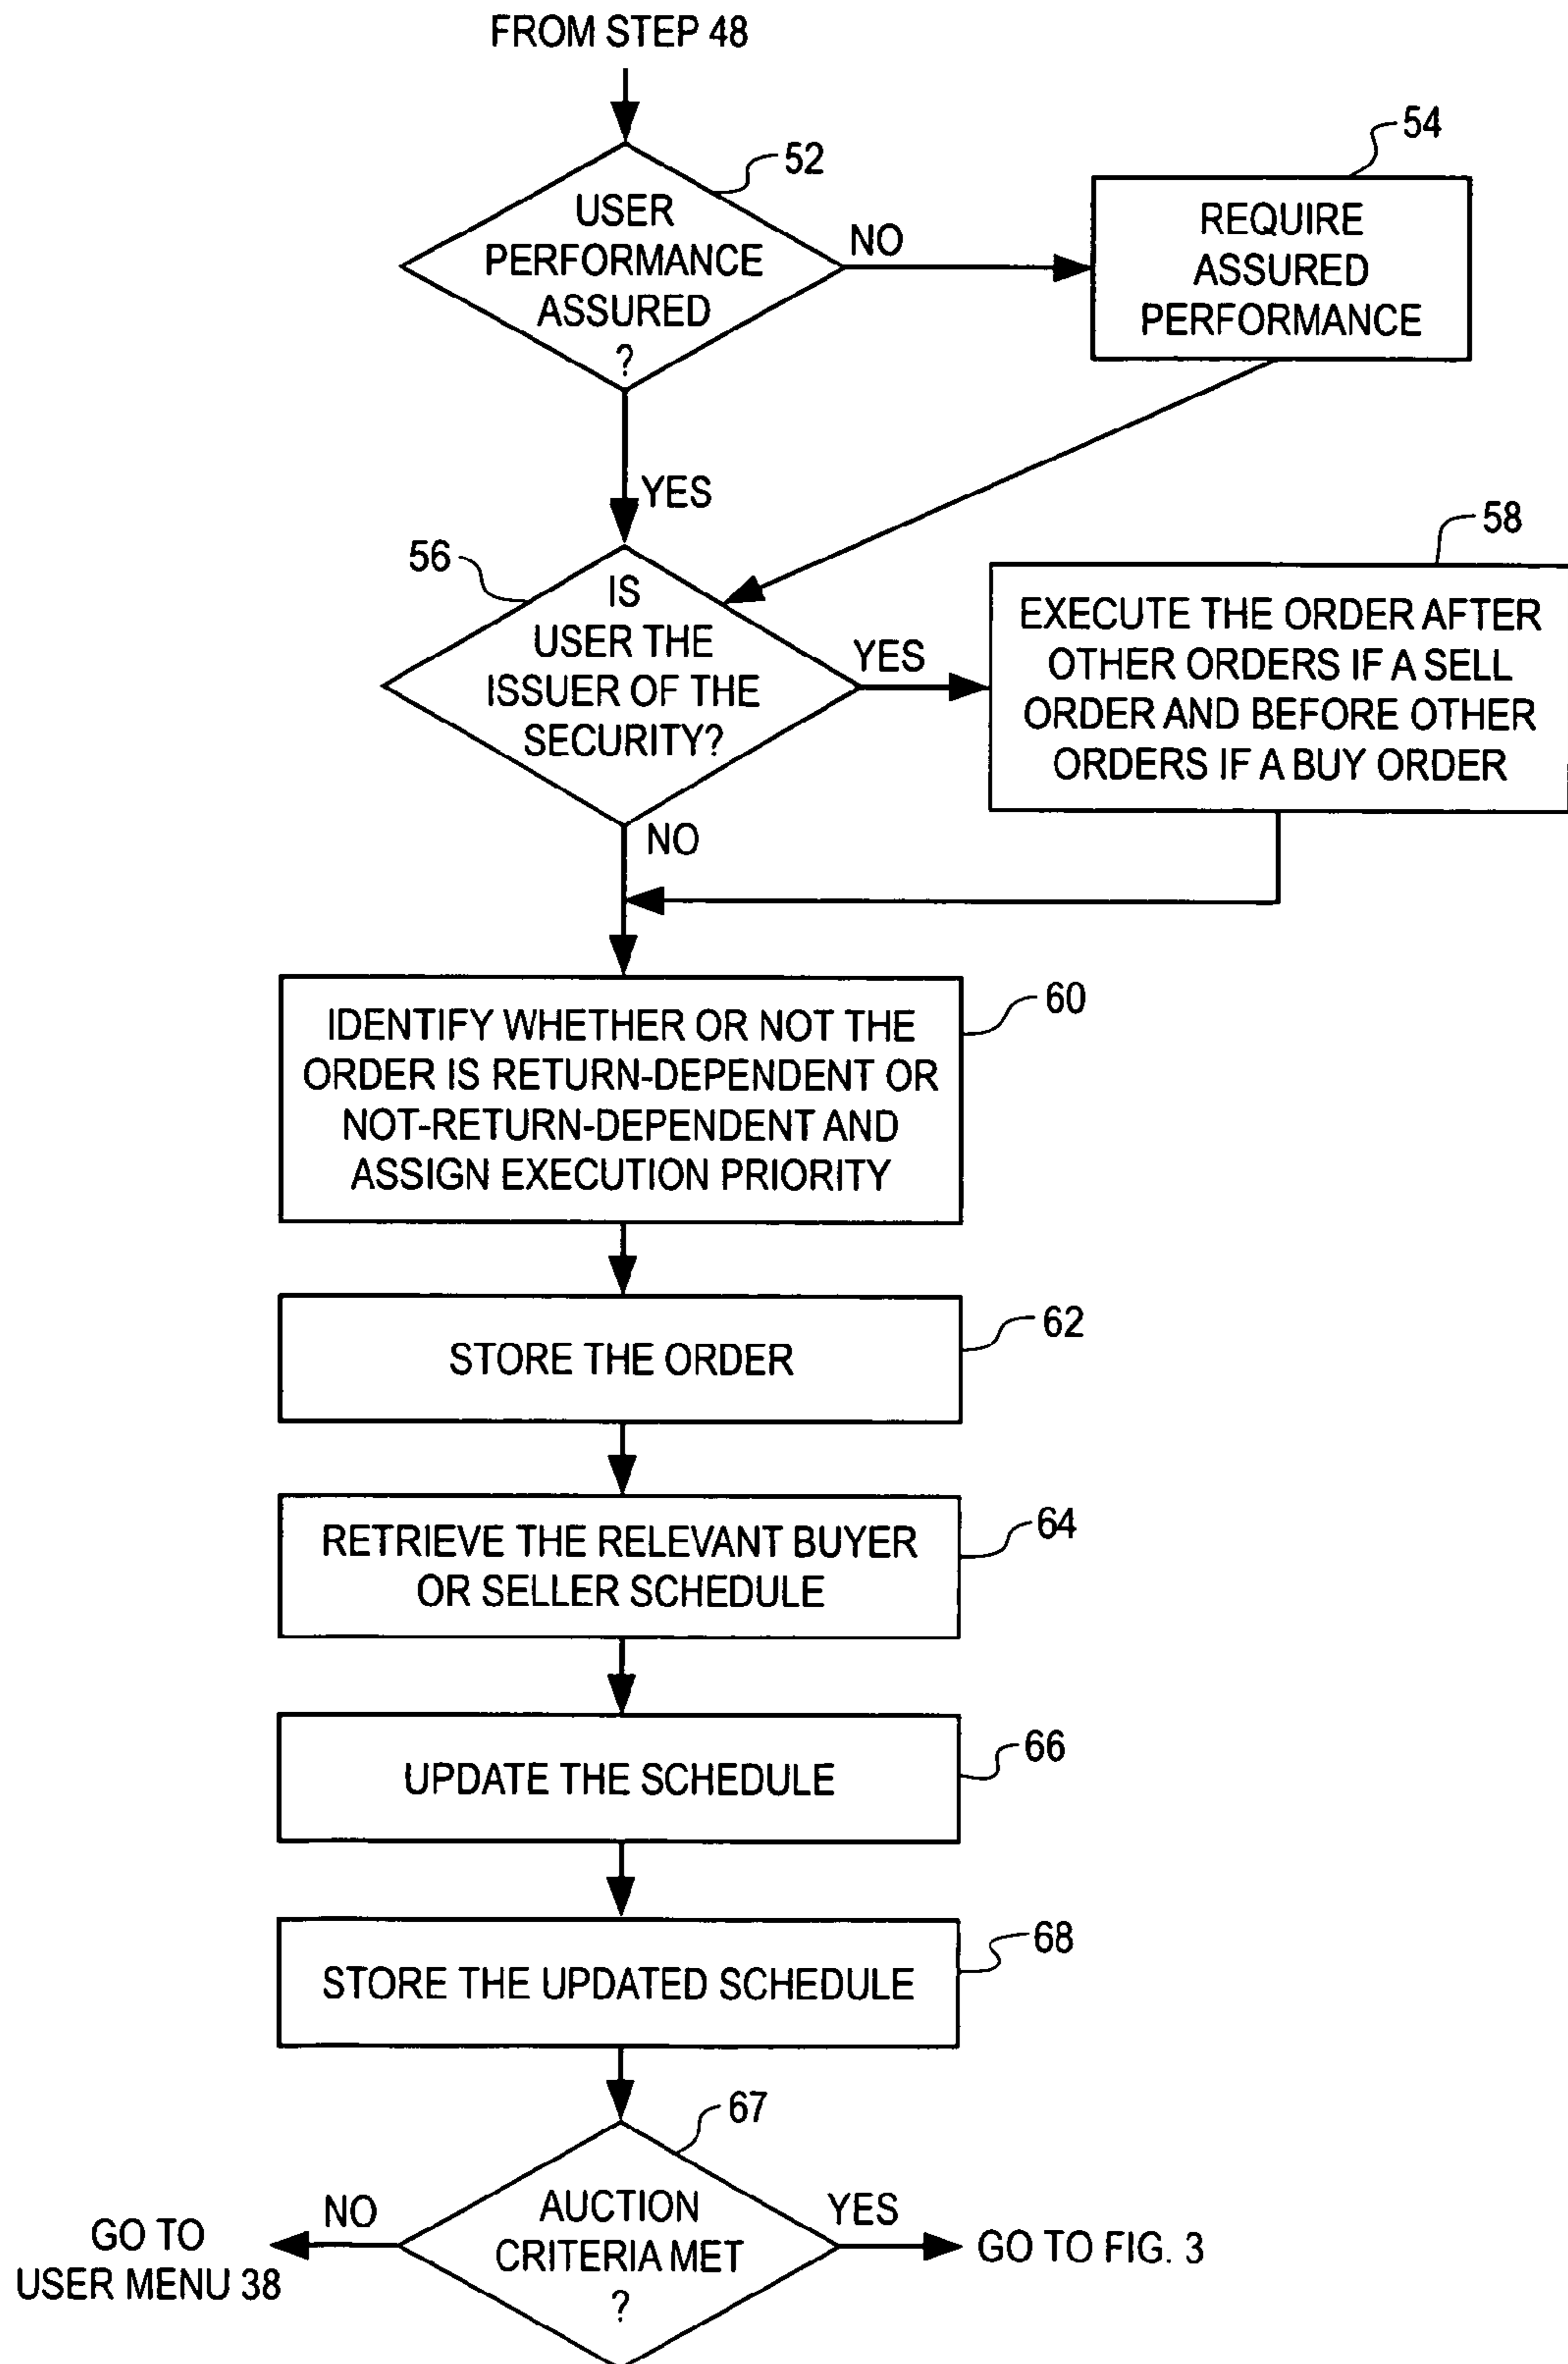 FROM STEP 48
52
USER
PERFORMANCE
ASSURED
?
NO
54
REQUIRE
ASSURED
PERFORMANCE
YES
56
IS
USER THE
ISSUER OF THE
SECURITY?
YES
58
EXECUTE THE ORDER AFTER
OTHER ORDERS IF A SELL
ORDER AND BEFORE OTHER
ORDERS IF A BUY ORDER
NO
60
IDENTIFY WHETHER OR NOT THE
ORDER IS RETURN-DEPENDENT OR
NOT-RETURN-DEPENDENT AND
ASSIGN EXECUTION PRIORITY
62
STORE THE ORDER
64
RETRIEVE THE RELEVANT BUYER
OR SELLER SCHEDULE
66
UPDATE THE SCHEDULE
68
STORE THE UPDATED SCHEDULE
67
AUCTION
CRITERIA MET
?
NO
GO TO
USER MENU 38
YES
GO TO FIG. 3